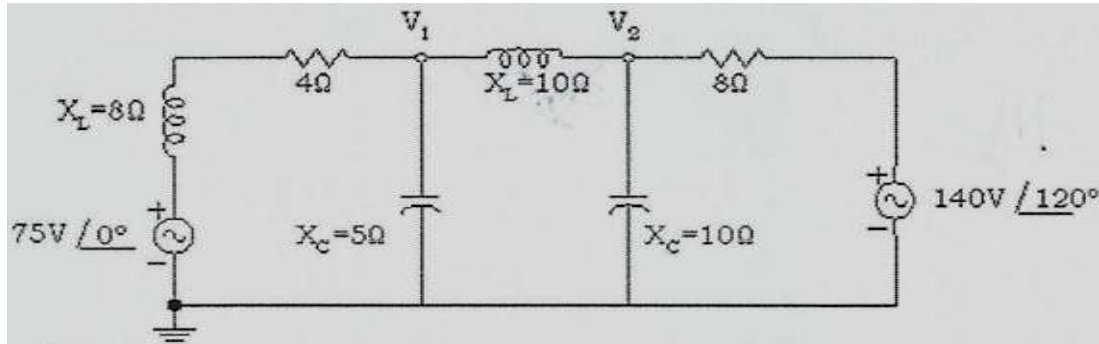 V1 V2
4Ω XL=10Ω 8Ω
XL=8Ω
75V /0° + - XC=5Ω XC=10Ω + - 140V /120°